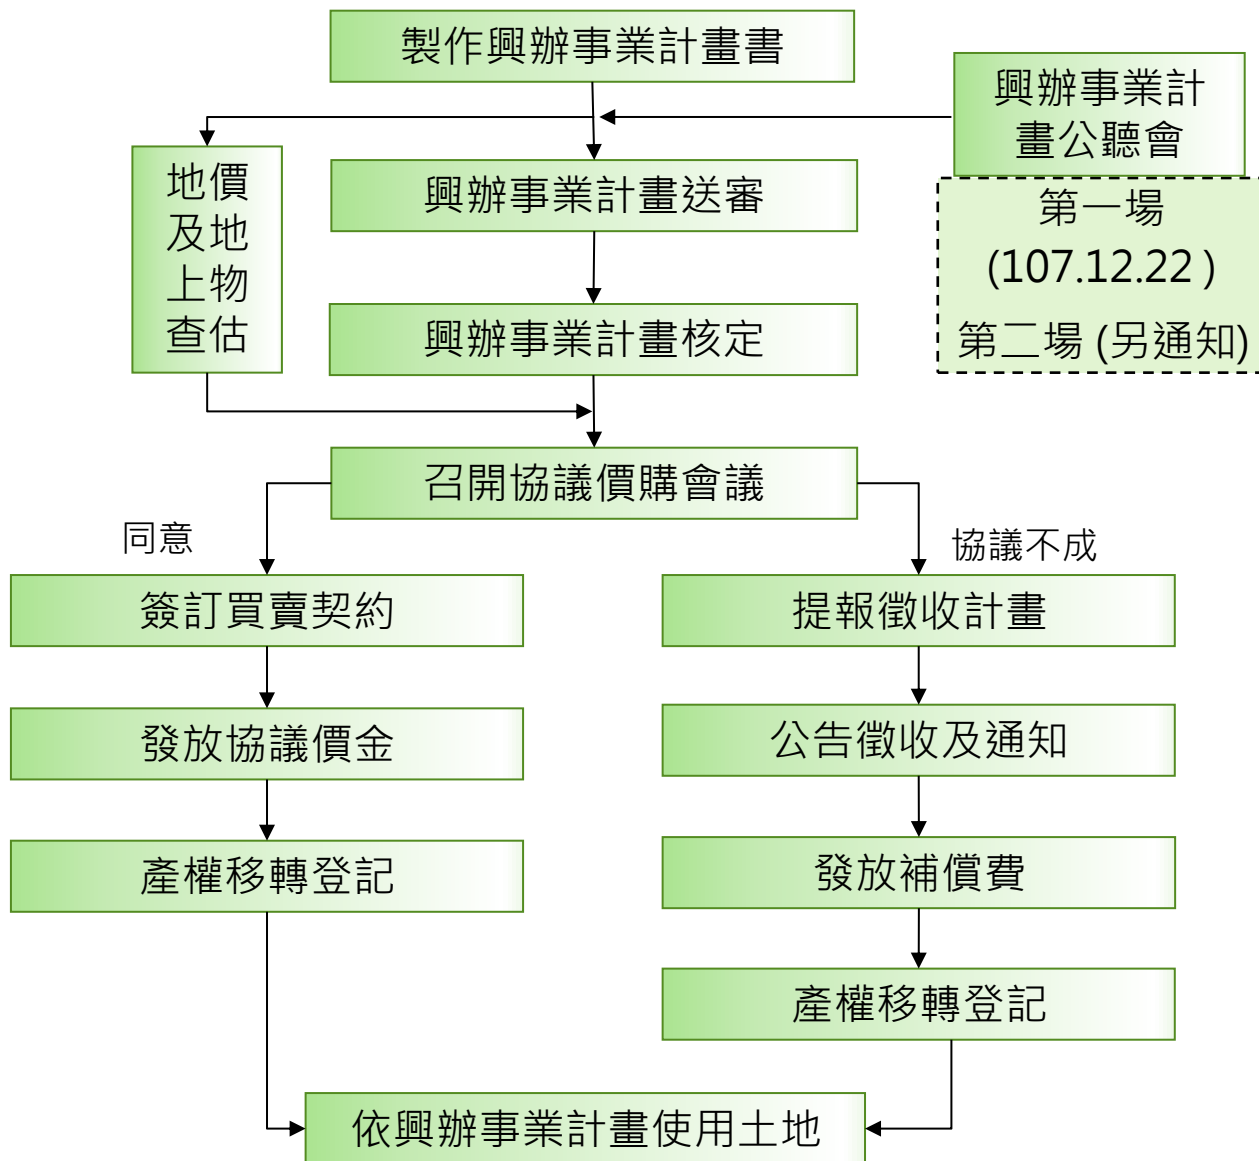 製作興辦事業計畫書
興辦事業計
畫公聽會
第一場
(107.12.22 )
第二場 (另通知)
地價
及地
上物
查估
興辦事業計畫送審
興辦事業計畫核定
召開協議價購會議
同意
協議不成
簽訂買賣契約
提報徵收計畫
發放協議價金
公告徵收及通知
產權移轉登記
發放補償費
產權移轉登記
依興辦事業計畫使用土地